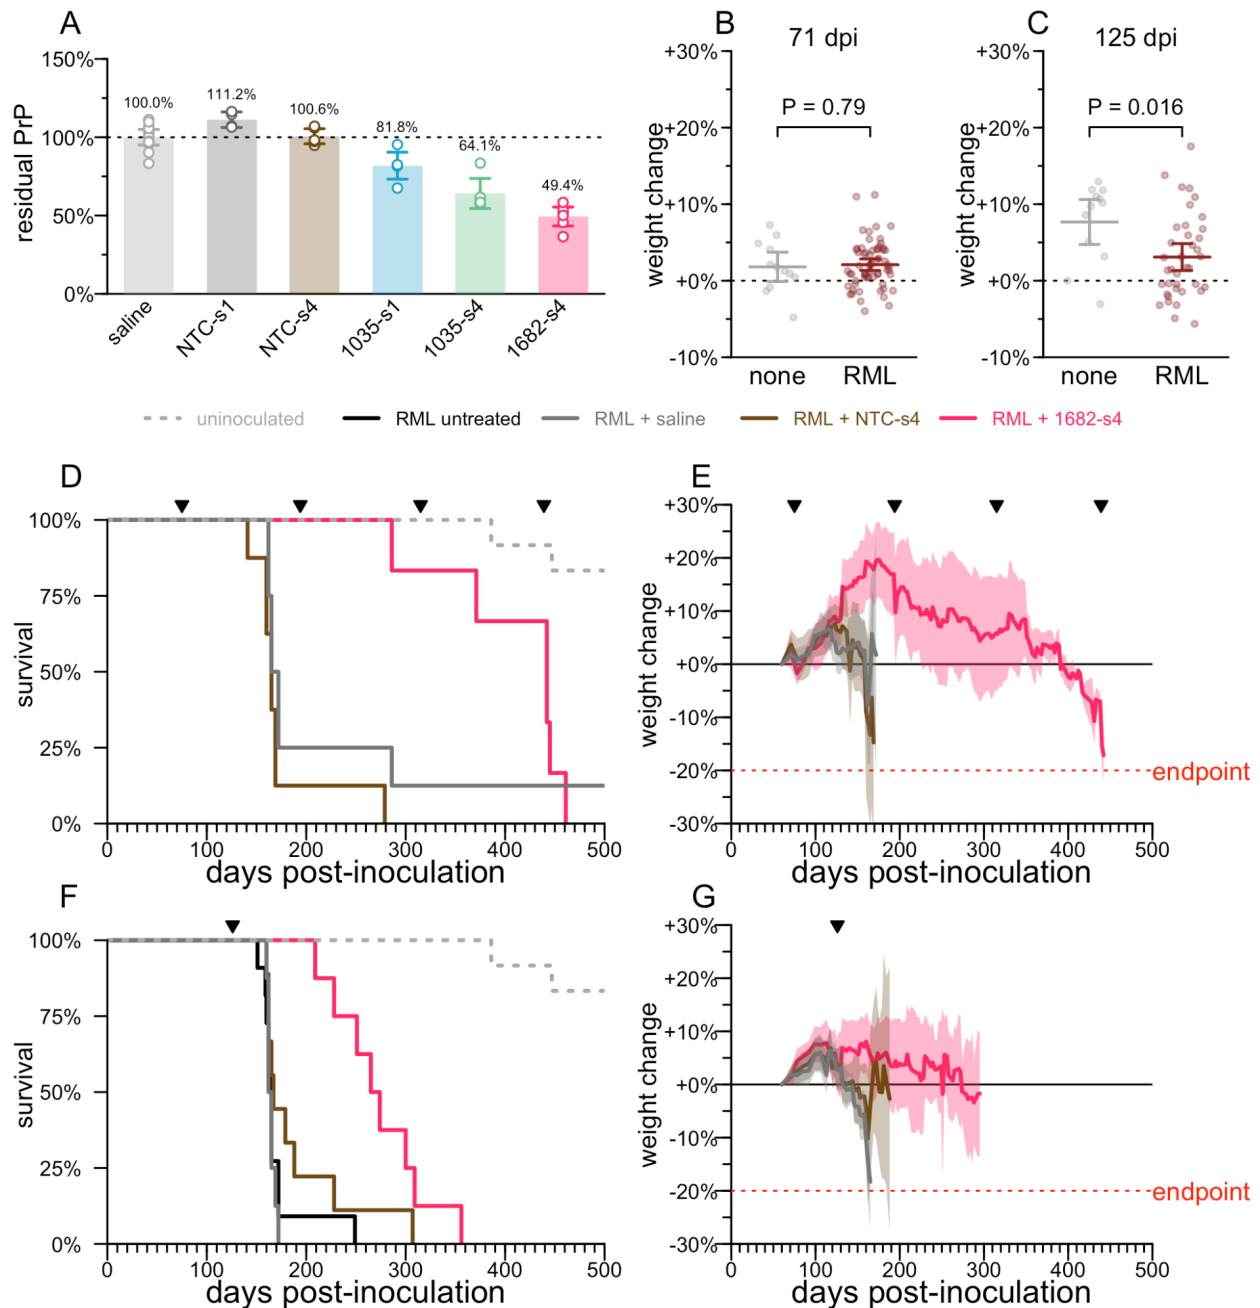 A
150%
100%
50%
0%
residual PrP
100.0%
111.2%
100.6%
81.8%
64.1%
49.4%
saline
NTC-s1
NTC-s4
1035-s1
1035-s4
1682-s4
B
71 dpi
+30%
+20%
+10%
+0%
-10%
weight change
P = 0.79
none
RML
C
125 dpi
+30%
+20%
+10%
+0%
-10%
weight change
P = 0.016
none
RML
uninoculated
RML untreated
RML + saline
RML + NTC-s4
RML + 1682-s4
D
100%
75%
50%
25%
0%
survival
0
100
200
300
400
500
days post-inoculation
E
+30%
+20%
+10%
+0%
-10%
-20%
-30%
weight change
endpoint
0
100
200
300
400
500
days post-inoculation
F
100%
75%
50%
25%
0%
survival
0
100
200
300
400
500
days post-inoculation
G
+30%
+20%
+10%
+0%
-10%
-20%
-30%
weight change
endpoint
0
100
200
300
400
500
days post-inoculation